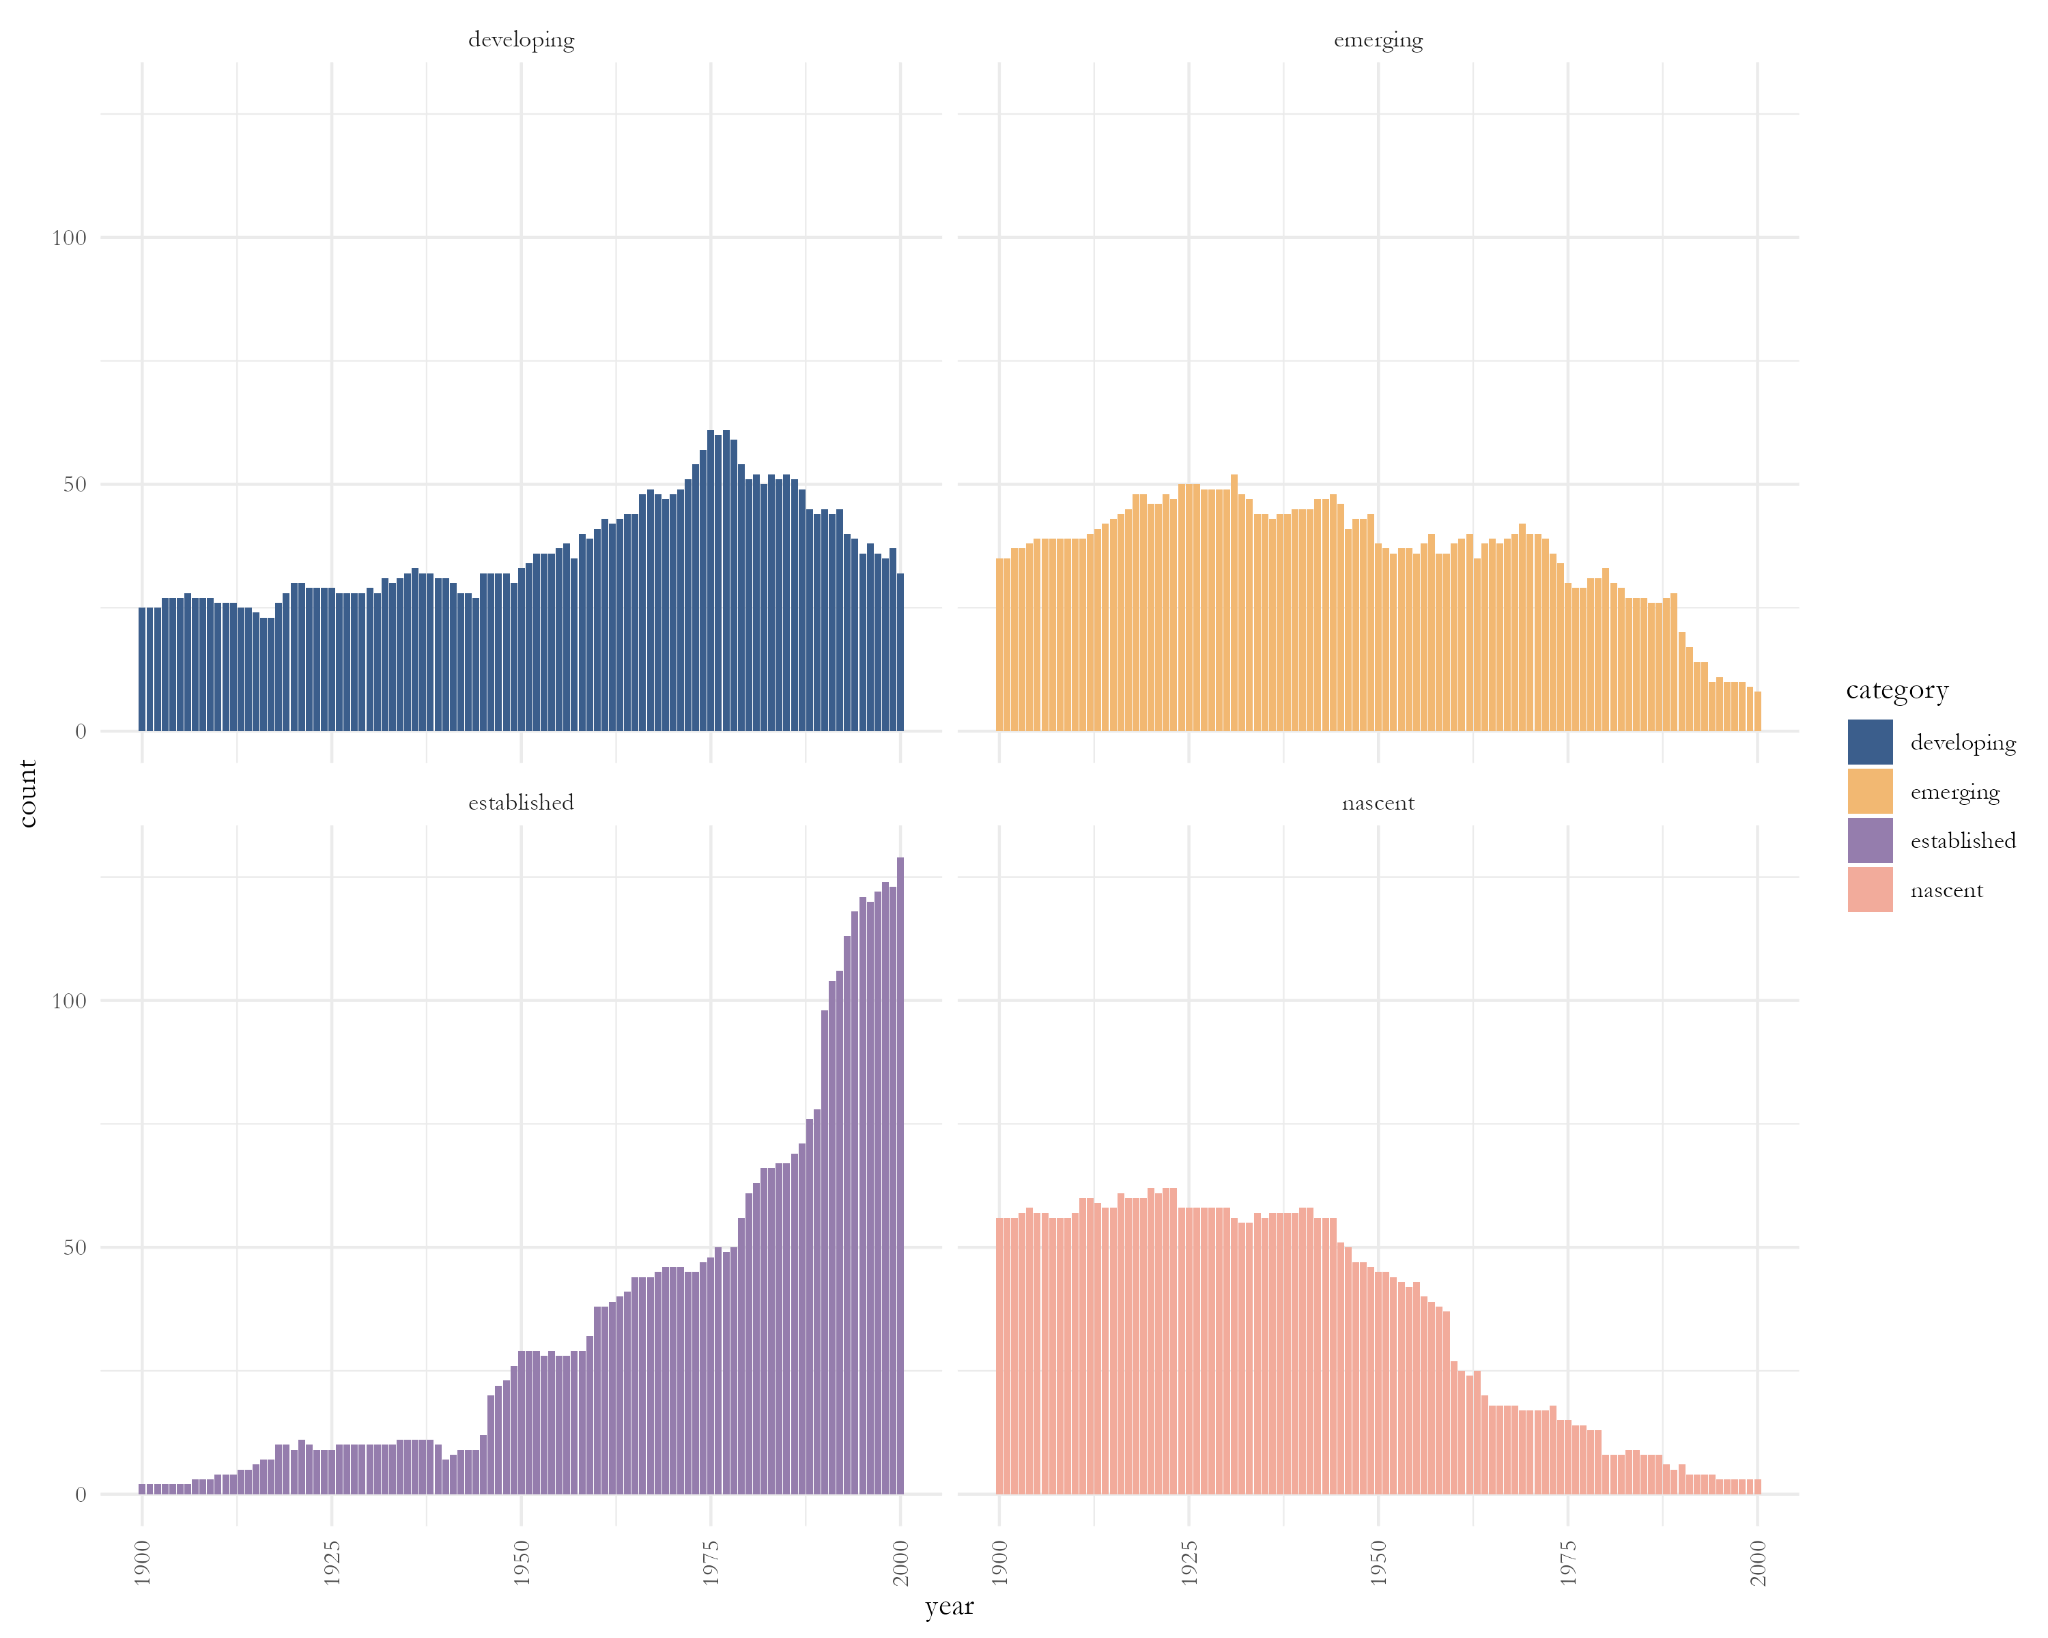 developing
emerging
100
50
0
established
nascent
100
50
0
count
1900
1925
1950
1975
2000
1900
1925
1950
1975
2000
year
category
developing
emerging
established
nascent